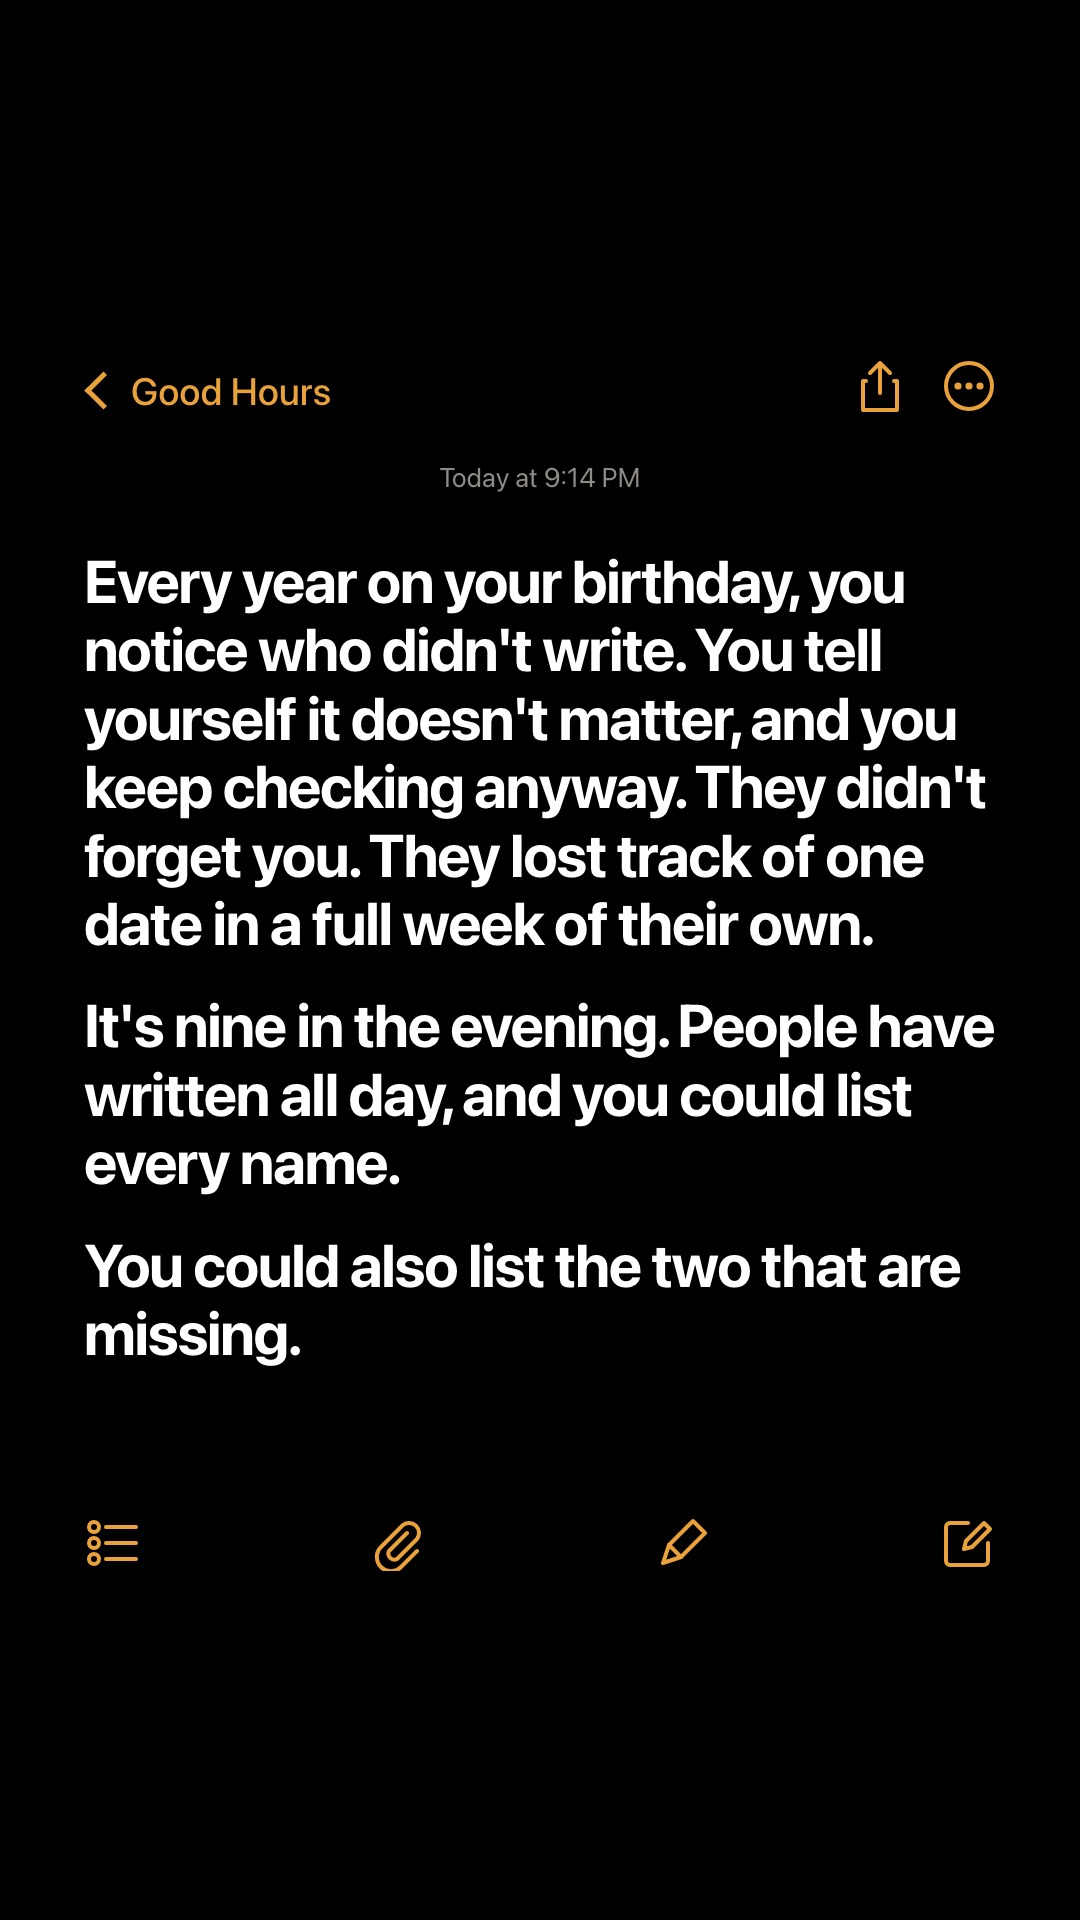 Good Hours
Today at 9:14 PM
Every year on your birthday, you
notice who didn't write. You tell
yourself it doesn't matter, and you
keep checking anyway. They didn't
forget you. They lost track of one
date in a full week of their own.
It's nine in the evening. People have
written all day, and you could list
every name.
You could also list the two that are
missing.